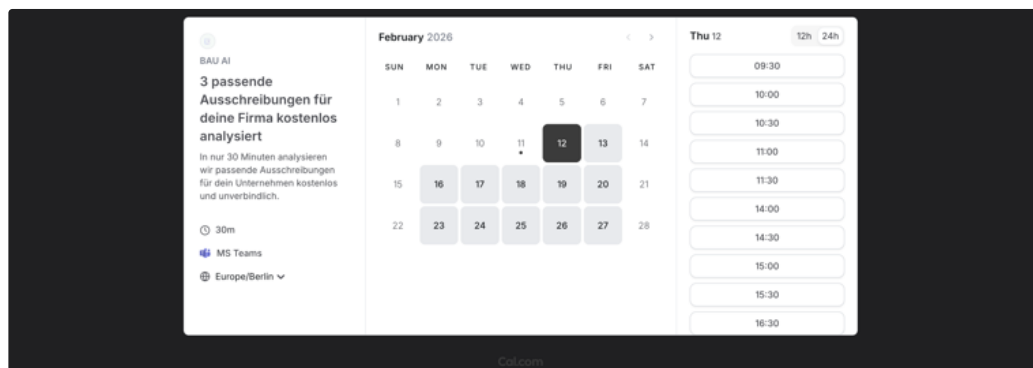 BAU AI
3 passende
Ausschreibungen für
deine Firma kostenlos
analysiert
In nur 30 Minuten analysieren
wir passende Ausschreibungen
für dein Unternehmen kostenlos
und unverbindlich.
30m
MS Teams
Europe/Berlin
February 2026
SUN MON TUE WED THU FRI SAT
1 2 3 4 5 6 7
8 9 10 11 12 13 14
15 16 17 18 19 20 21
22 23 24 25 26 27 28
Thu 12
12h 24h
09:30
10:00
10:30
11:00
11:30
14:00
14:30
15:00
15:30
16:30
Cal.com